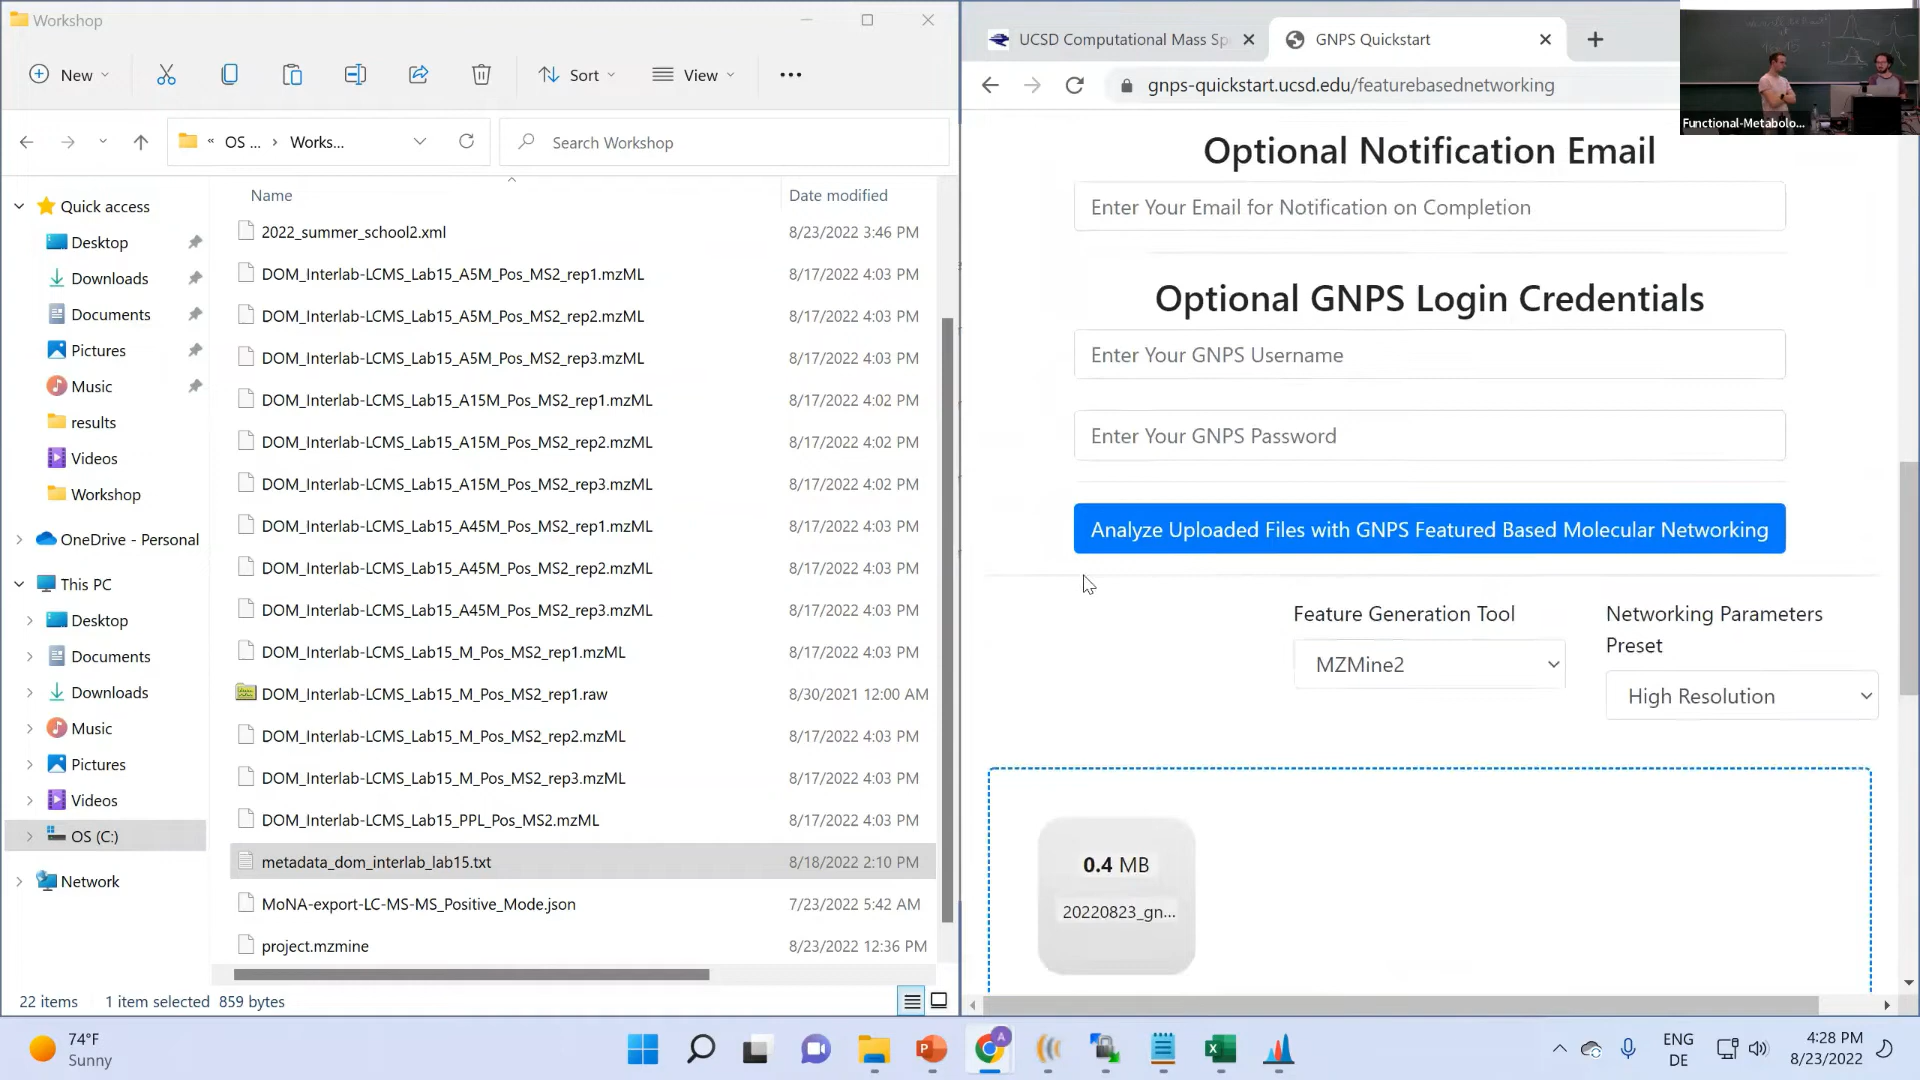 Workshop
New
Sort
View
OS ... › Works...
Search Workshop
Name
Date modified
Quick access
Desktop
Downloads
Documents
Pictures
Music
results
Videos
Workshop
OneDrive - Personal
This PC
Desktop
Documents
Downloads
Music
Pictures
Videos
OS (C:)
Network
2022_summer_school2.xml 8/23/2022 3:46 PM
DOM_Interlab-LCMS_Lab15_A5M_Pos_MS2_rep1.mzML 8/17/2022 4:03 PM
DOM_Interlab-LCMS_Lab15_A5M_Pos_MS2_rep2.mzML 8/17/2022 4:03 PM
DOM_Interlab-LCMS_Lab15_A5M_Pos_MS2_rep3.mzML 8/17/2022 4:03 PM
DOM_Interlab-LCMS_Lab15_A15M_Pos_MS2_rep1.mzML 8/17/2022 4:02 PM
DOM_Interlab-LCMS_Lab15_A15M_Pos_MS2_rep2.mzML 8/17/2022 4:02 PM
DOM_Interlab-LCMS_Lab15_A15M_Pos_MS2_rep3.mzML 8/17/2022 4:02 PM
DOM_Interlab-LCMS_Lab15_A45M_Pos_MS2_rep1.mzML 8/17/2022 4:03 PM
DOM_Interlab-LCMS_Lab15_A45M_Pos_MS2_rep2.mzML 8/17/2022 4:03 PM
DOM_Interlab-LCMS_Lab15_A45M_Pos_MS2_rep3.mzML 8/17/2022 4:03 PM
DOM_Interlab-LCMS_Lab15_M_Pos_MS2_rep1.mzML 8/17/2022 4:03 PM
DOM_Interlab-LCMS_Lab15_M_Pos_MS2_rep1.raw 8/30/2021 12:00 AM
DOM_Interlab-LCMS_Lab15_M_Pos_MS2_rep2.mzML 8/17/2022 4:03 PM
DOM_Interlab-LCMS_Lab15_M_Pos_MS2_rep3.mzML 8/17/2022 4:03 PM
DOM_Interlab-LCMS_Lab15_PPL_Pos_MS2.mzML 8/17/2022 4:03 PM
metadata_dom_interlab_lab15.txt 8/18/2022 2:10 PM
MoNA-export-LC-MS-MS_Positive_Mode.json 7/23/2022 5:42 AM
project.mzmine 8/23/2022 12:36 PM
22 items 1 item selected 859 bytes
UCSD Computational Mass Sp
GNPS Quickstart
gnps-quickstart.ucsd.edu/featurebasednetworking
Functional-Metabolo...
Optional Notification Email
Enter Your Email for Notification on Completion
Optional GNPS Login Credentials
Enter Your GNPS Username
Enter Your GNPS Password
Analyze Uploaded Files with GNPS Featured Based Molecular Networking
Feature Generation Tool
MZMine2
Networking Parameters
Preset
High Resolution
0.4 MB
20220823_gn...
74°F
Sunny
ENG
DE
4:28 PM
8/23/2022